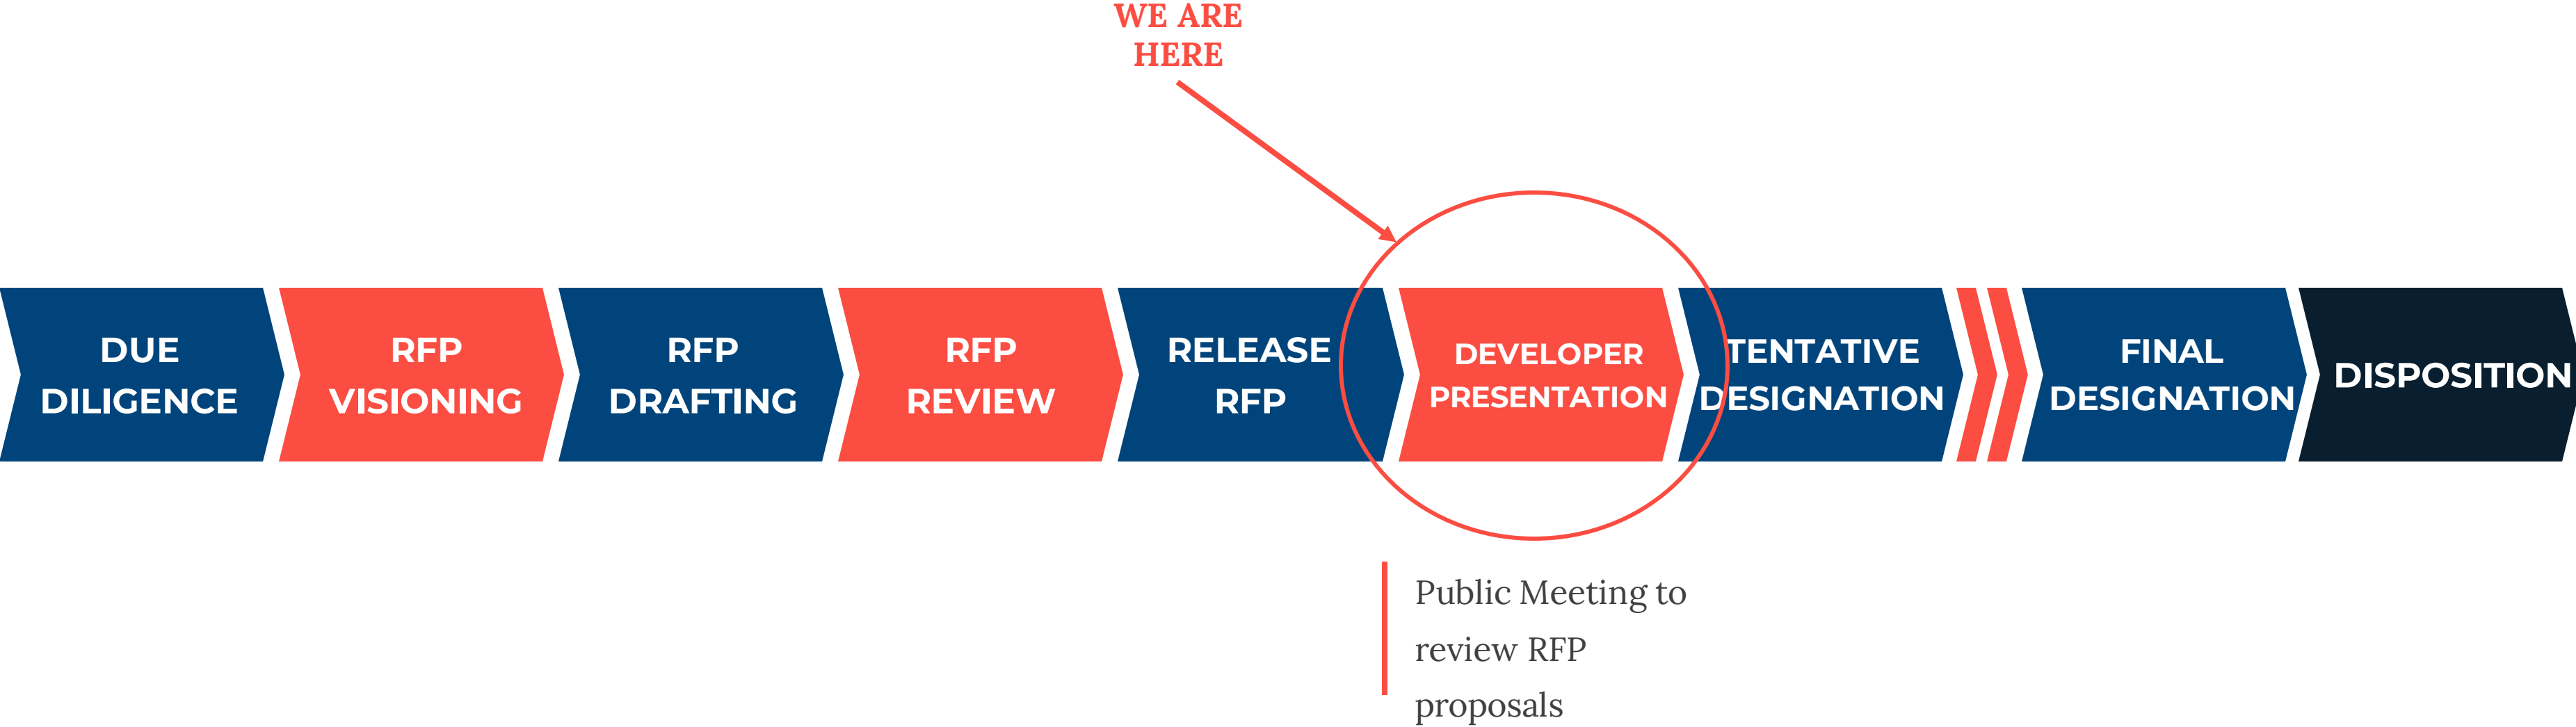 WE ARE
HERE
DUE
DILIGENCE
RFP
VISIONING
RFP
DRAFTING
RFP
REVIEW
RELEASE
RFP
DEVELOPER
PRESENTATION
TENTATIVE
DESIGNATION
FINAL
DESIGNATION
DISPOSITION
Public Meeting to
review RFP
proposals